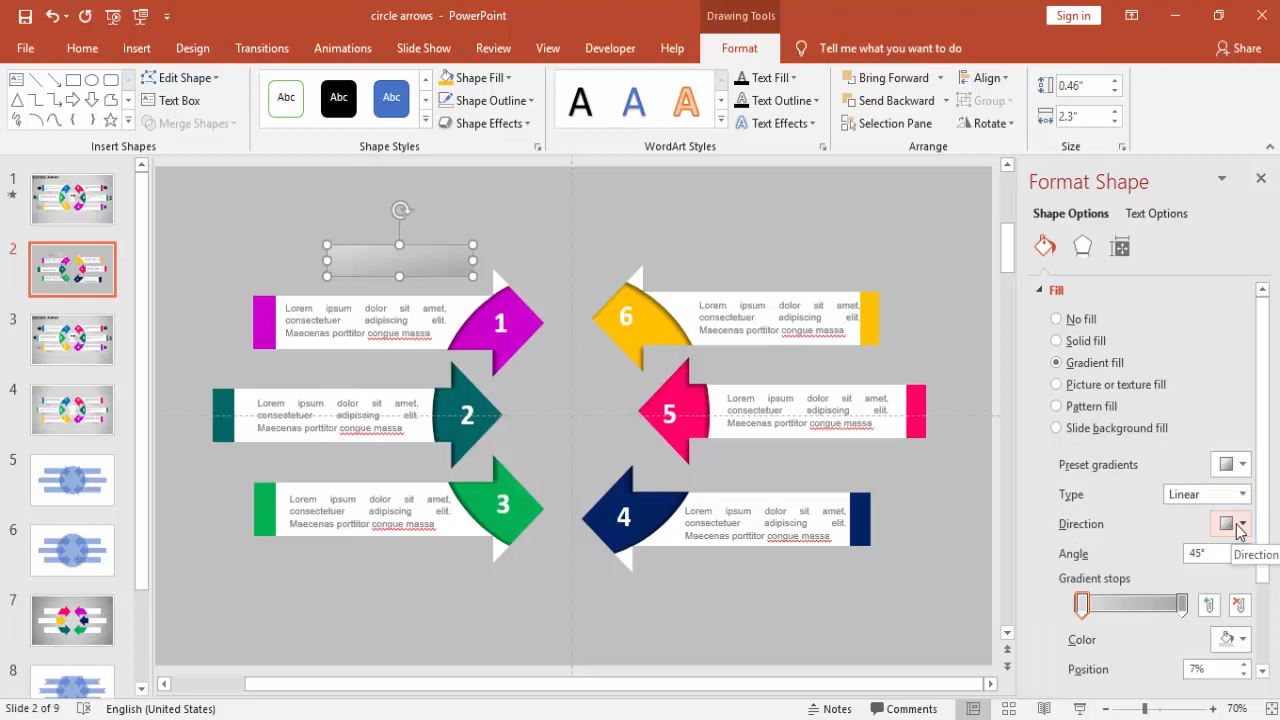 circle arrows - PowerPoint
Drawing Tools
Sign in
File
Home
Insert
Design
Transitions
Animations
Slide Show
Review
View
Developer
Help
Format
Tell me what you want to do
Share
Edit Shape
Text Box
Merge Shapes
Insert Shapes
Abc
Abc
Abc
Shape Fill
Shape Outline
Shape Effects
Shape Styles
A
A
A
Text Fill
Text Outline
Text Effects
WordArt Styles
Bring Forward
Send Backward
Selection Pane
Align
Group
Rotate
Arrange
0.46"
2.3"
Size
1
2
3
4
5
6
7
8
Lorem ipsum dolor sit amet,
consectetuer adipiscing elit.
Maecenas porttitor congue massa
1
Lorem ipsum dolor sit amet,
consectetuer adipiscing elit.
Maecenas porttitor congue massa
2
Lorem ipsum dolor sit amet,
consectetuer adipiscing elit.
Maecenas porttitor congue massa
3
6
Lorem ipsum dolor sit amet,
consectetuer adipiscing elit.
Maecenas porttitor congue massa
5
Lorem ipsum dolor sit amet,
consectetuer adipiscing elit.
Maecenas porttitor congue massa
4
Lorem ipsum dolor sit amet,
consectetuer adipiscing elit.
Maecenas porttitor congue massa
Format Shape
Shape Options
Text Options
Fill
No fill
Solid fill
Gradient fill
Picture or texture fill
Pattern fill
Slide background fill
Preset gradients
Type
Linear
Direction
Angle
45°
Direction
Gradient stops
Color
Position
7%
Slide 2 of 9
English (United States)
Notes
Comments
70%